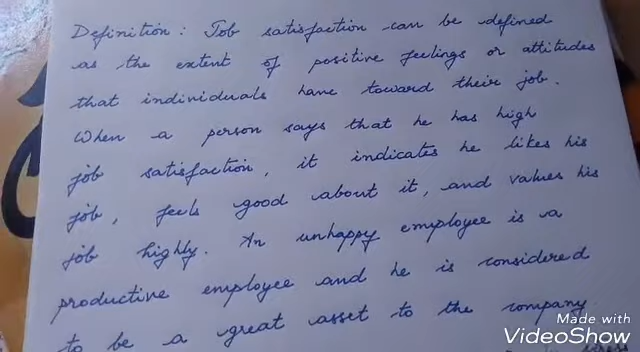 Definition: Job satisfaction can be defined
as the extent of positive feelings or attitudes
that individuals have toward their job.
When a person says that he has high
job satisfaction, it indicates he likes his
job, feels good about it, and values his
job highly. An unhappy employee is a
productive employee and he is considered
to be a great asset to the company
Made with
VideoShow